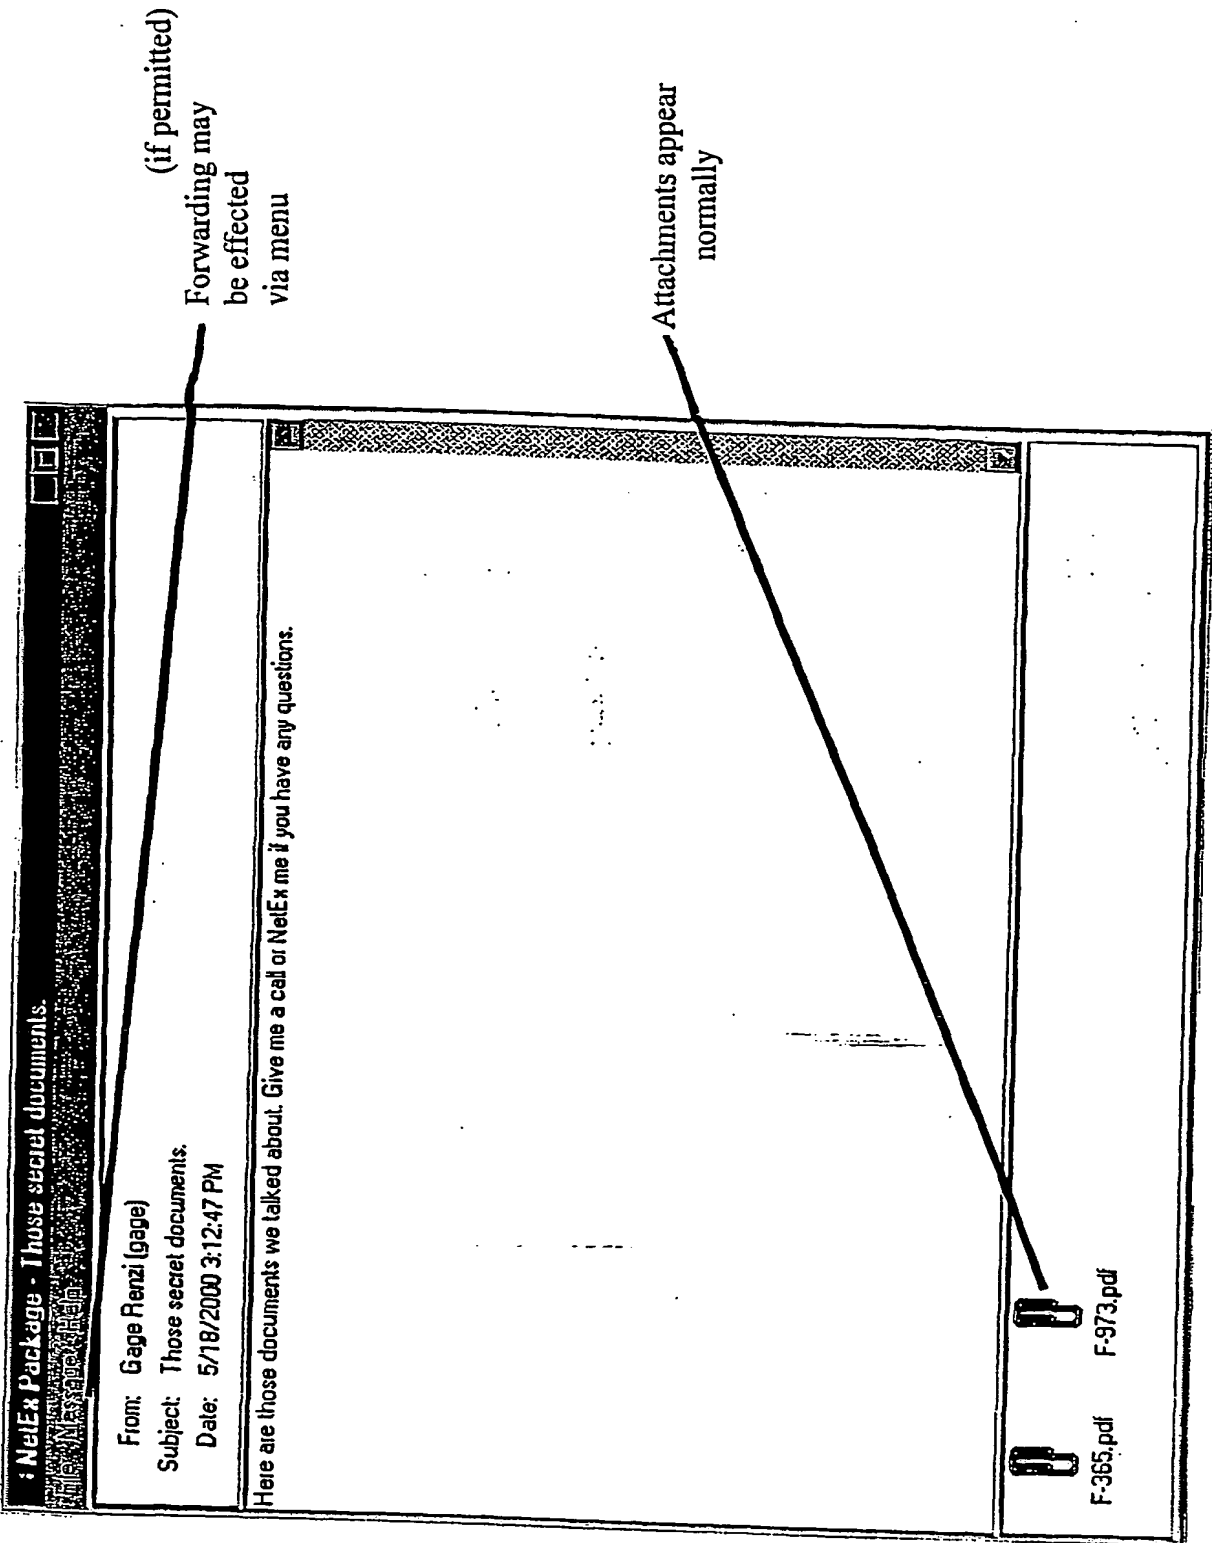 : NetEx Package - Those secret documents.
File Message Help
From: Gage Renzi (gage)
Subject: Those secret documents.
Date: 5/18/2000 3:12:47 PM
Here are those documents we talked about. Give me a call or NetEx me if you have any questions.
F-365.pdf
F-973.pdf
(if permitted)
Forwarding may
be effected
via menu
Attachments appear
normally